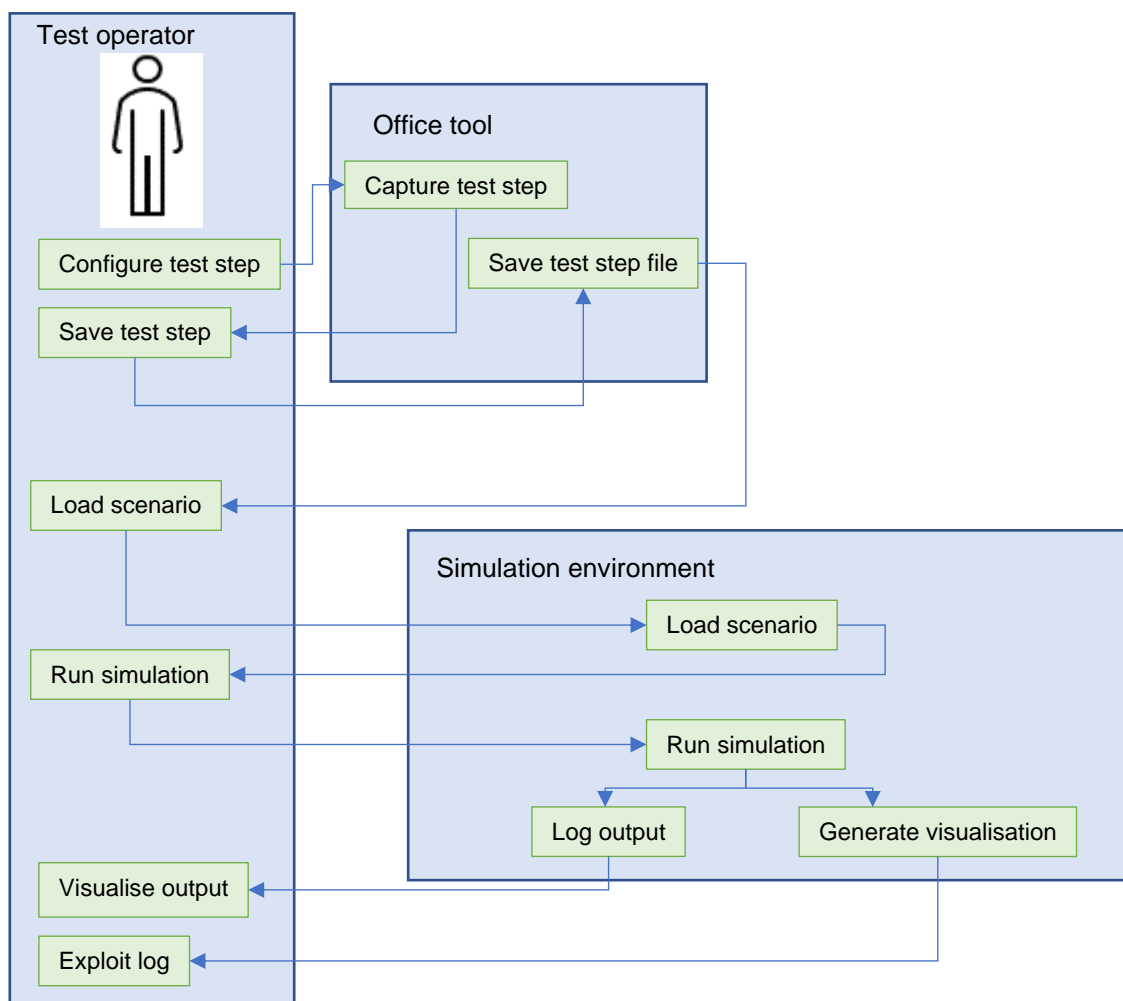 Test operator
Office tool
Capture test step
Configure test step
Save test step file
Save test step
Load scenario
Simulation environment
Load scenario
Run simulation
Run simulation
Log output
Generate visualisation
Visualise output
Exploit log